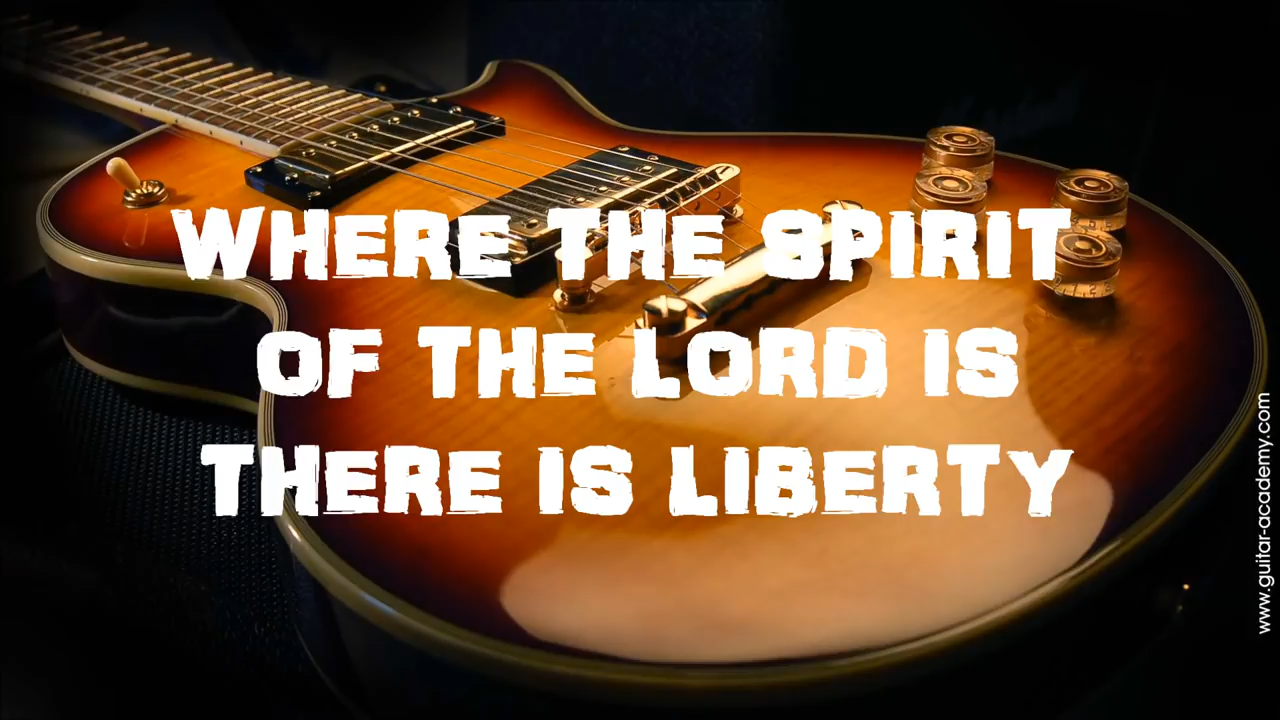 WHERE THE SPIRIT
OF THE LORD IS
THERE IS LIBERTY
www.guitar-academy.com